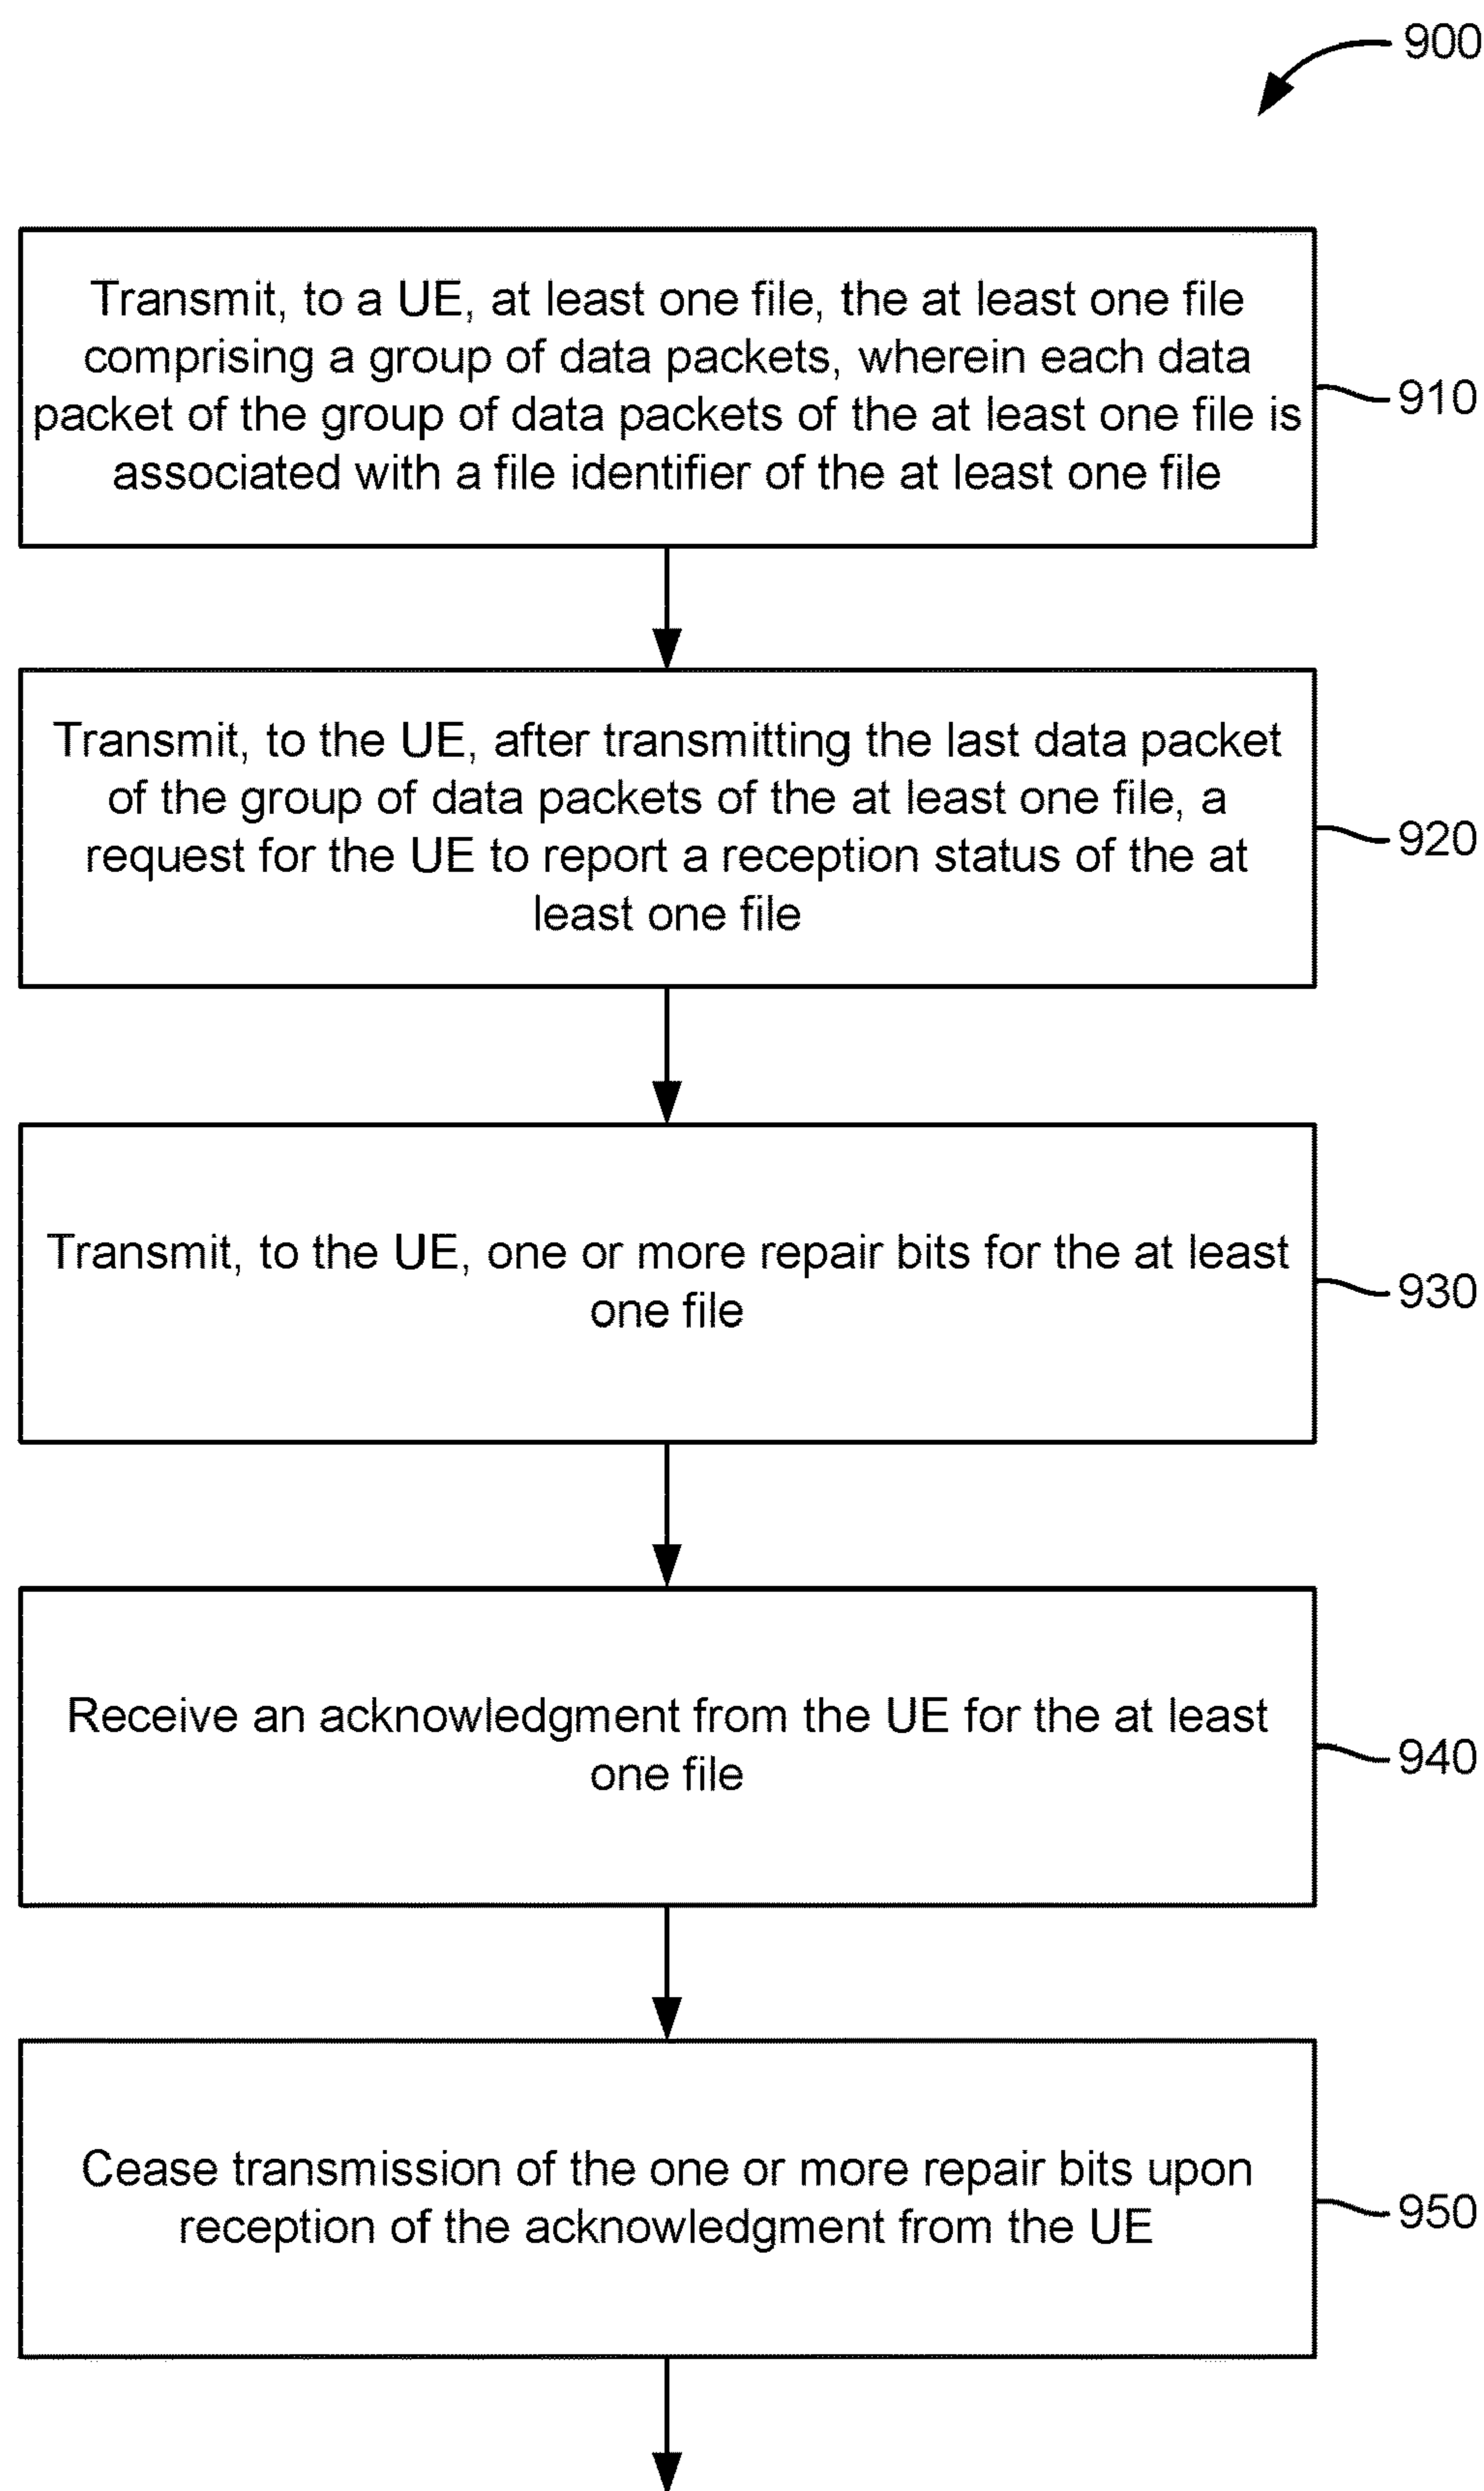 900
Transmit, to a UE, at least one file, the at least one file
comprising a group of data packets, wherein each data
packet of the group of data packets of the at least one file is
associated with a file identifier of the at least one file
910
Transmit, to the UE, after transmitting the last data packet
of the group of data packets of the at least one file, a
request for the UE to report a reception status of the at
least one file
920
Transmit, to the UE, one or more repair bits for the at least
one file
930
Receive an acknowledgment from the UE for the at least
one file
940
Cease transmission of the one or more repair bits upon
reception of the acknowledgment from the UE
950